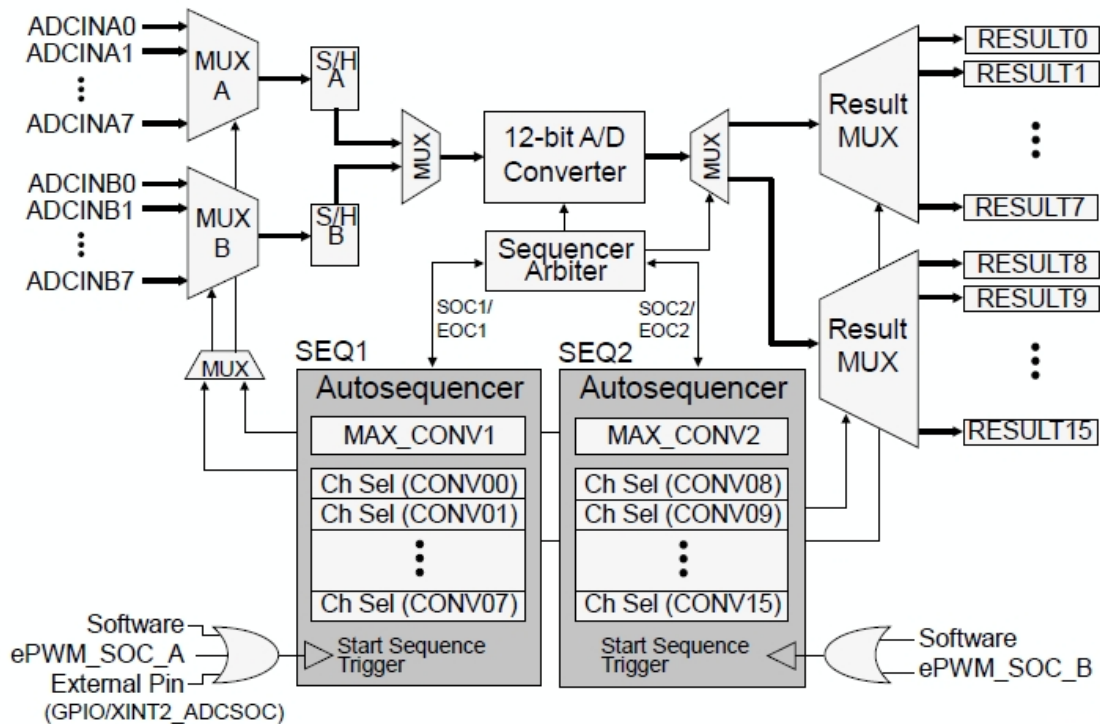 ADCINA0
ADCINA1
ADCINA7
MUX
A
S/H
A
ADCINB0
ADCINB1
ADCINB7
MUX
B
S/H
B
MUX
12-bit A/D
Converter
MUX
Sequencer
Arbiter
Result
MUX
RESULT0
RESULT1
RESULT7
Result
MUX
RESULT8
RESULT9
RESULT15
SOC1/
EOC1
SOC2/
EOC2
MUX
SEQ1
Autosequencer
MAX_CONV1
Ch Sel (CONV00)
Ch Sel (CONV01)
Ch Sel (CONV07)
Start Sequence
Trigger
SEQ2
Autosequencer
MAX_CONV2
Ch Sel (CONV08)
Ch Sel (CONV09)
Ch Sel (CONV15)
Start Sequence
Trigger
Software
ePWM_SOC_A
External Pin
(GPIO/XINT2_ADCSOC)
Software
ePWM_SOC_B